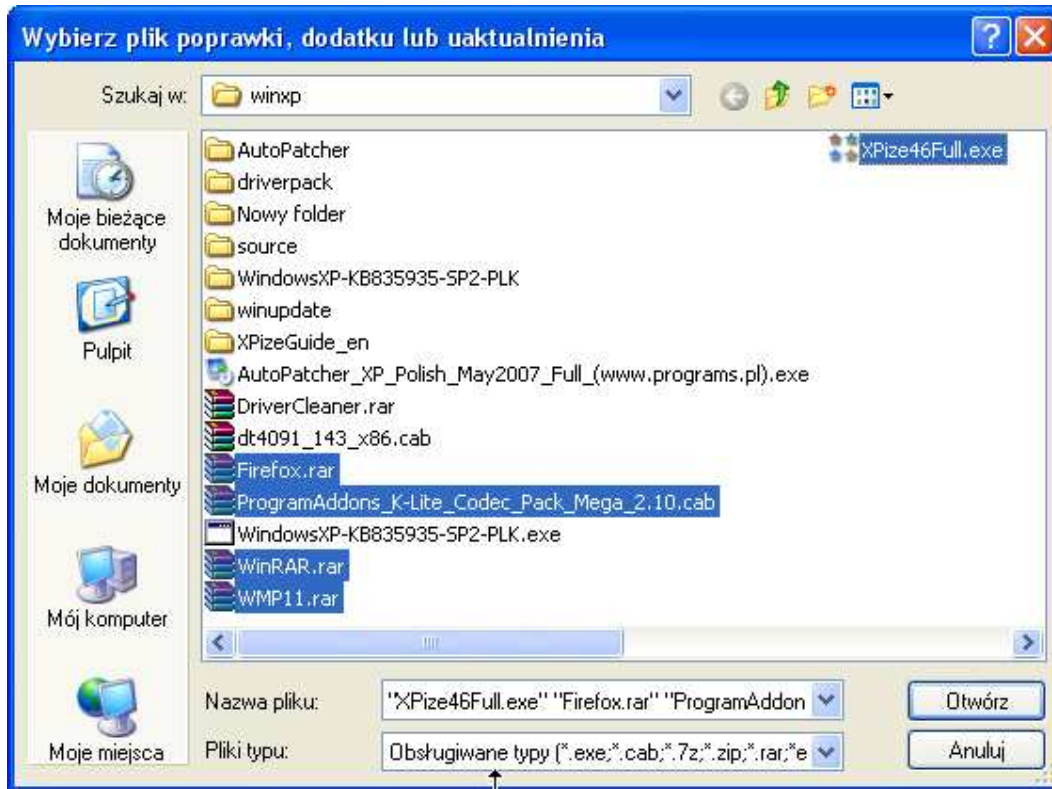 Wybierz plik poprawki, dodatku lub uaktualnienia
Szukaj w:
winxp
Moje bieżące
dokumenty
Pulpit
Moje dokumenty
Mój komputer
Moje miejsca
AutoPatcher
driverpack
Nowy folder
source
WindowsXP-KB835935-SP2-PLK
winupdate
XPizeGuide_en
AutoPatcher_XP_Polish_May2007_Full_(www.programs.pl).exe
DriverCleaner.rar
dt4091_143_x86.cab
Firefox.rar
ProgramAddons_K-Lite_Codec_Pack_Mega_2.10.cab
WindowsXP-KB835935-SP2-PLK.exe
WinRAR.rar
WMP11.rar
XPize46Full.exe
Nazwa pliku:
"XPize46Full.exe" "Firefox.rar" "ProgramAddon
Otwórz
Pliki typu:
Obsługiwane typy (*.exe;*.cab;*.7z;*.zip;*.rar;*e
Anuluj